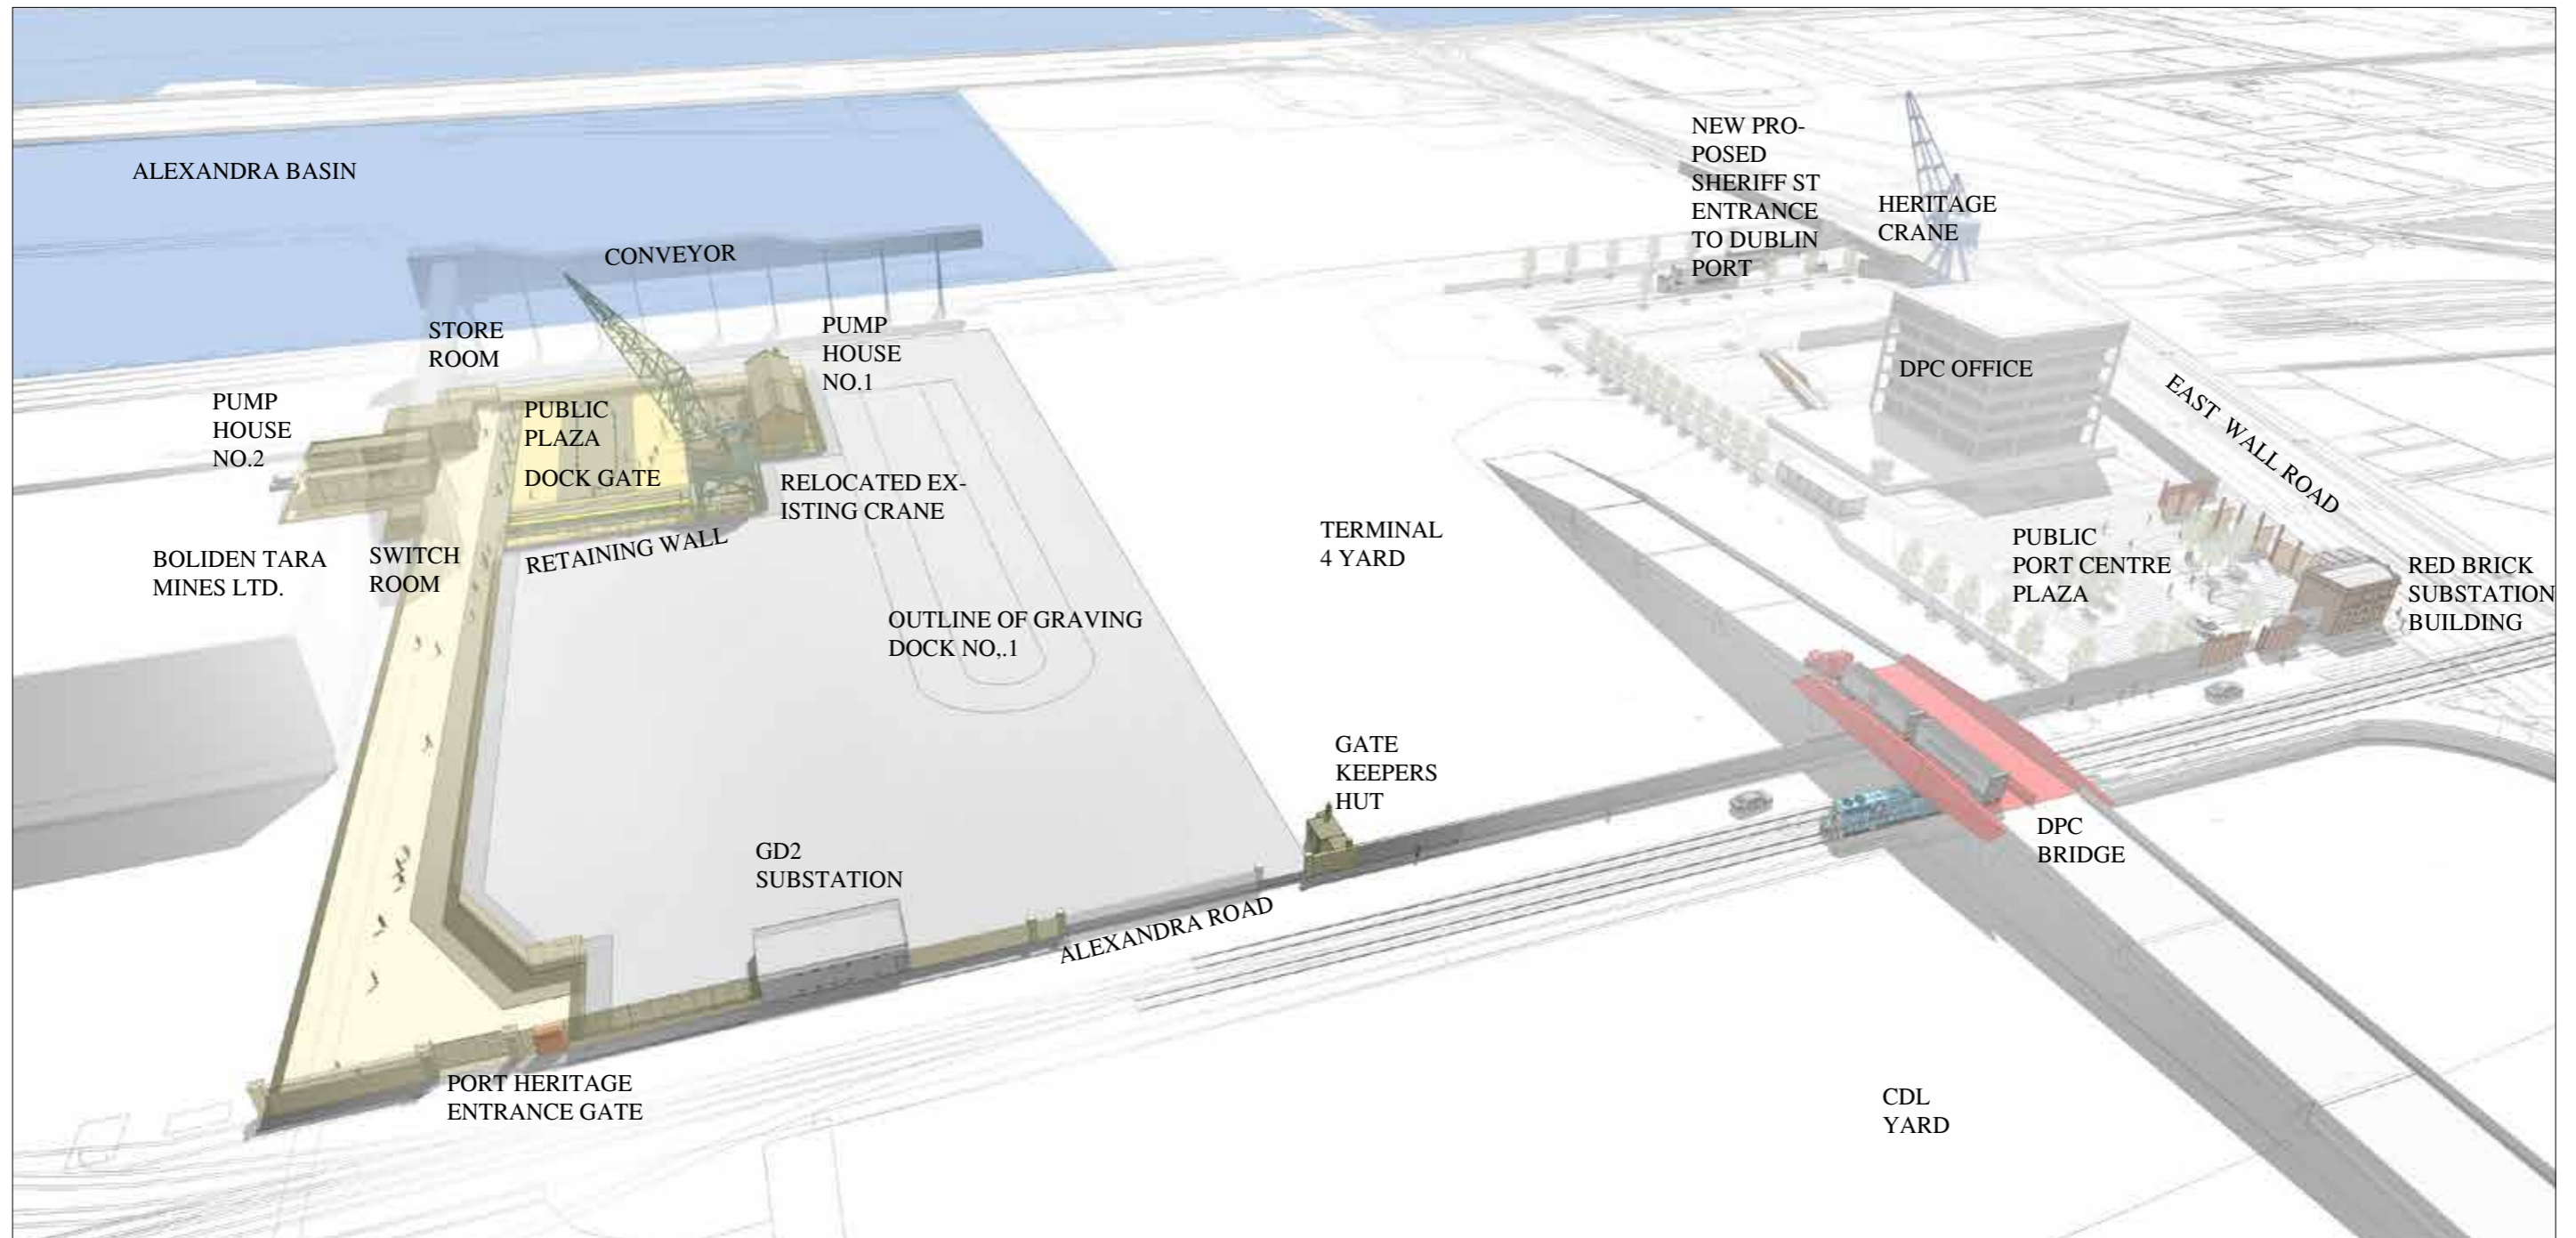 ALEXANDRA BASIN
CONVEYOR
STORE
ROOM
PUMP
HOUSE
NO.1
PUMP
HOUSE
NO.2
PUBLIC
PLAZA
DOCK GATE
RELOCATED EX-
ISTING CRANE
RETAINING WALL
BOLIDEN TARA
MINES LTD.
SWITCH
ROOM
OUTLINE OF GRAVING
DOCK NO,.1
NEW PRO-
POSED
SHERIFF ST
ENTRANCE
TO DUBLIN
PORT
HERITAGE
CRANE
DPC OFFICE
EAST WALL ROAD
TERMINAL
4 YARD
PUBLIC
PORT CENTRE
PLAZA
RED BRICK
SUBSTATION
BUILDING
GATE
KEEPERS
HUT
DPC
BRIDGE
GD2
SUBSTATION
ALEXANDRA ROAD
PORT HERITAGE
ENTRANCE GATE
CDL
YARD